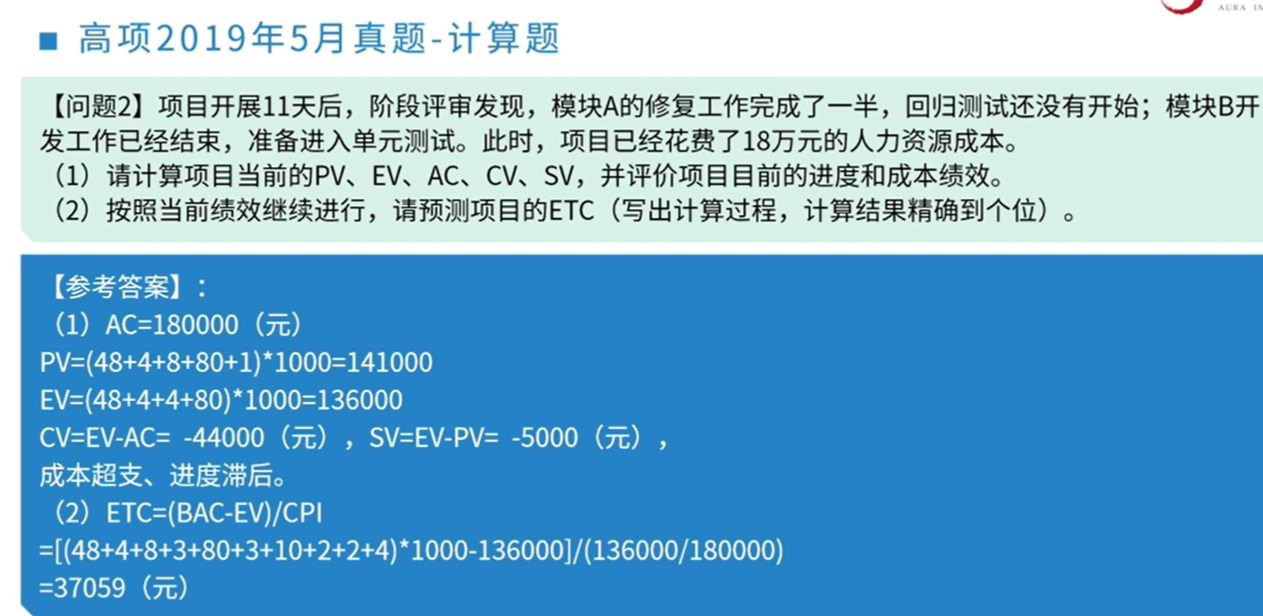 AURA IN
■ 高项2019年5月真题-计算题
【问题2】项目开展11天后，阶段评审发现，模块A的修复工作完成了一半，回归测试还没有开始；模块B开
发工作已经结束，准备进入单元测试。此时，项目已经花费了18万元的人力资源成本。
（1）请计算项目当前的PV、EV、AC、CV、SV，并评价项目目前的进度和成本绩效。
（2）按照当前绩效继续进行，请预测项目的ETC（写出计算过程，计算结果精确到个位）。
【参考答案】：
（1）AC=180000（元）
PV=(48+4+8+80+1)*1000=141000
EV=(48+4+4+80)*1000=136000
CV=EV-AC= -44000（元），SV=EV-PV= -5000（元），
成本超支、进度滞后。
（2）ETC=(BAC-EV)/CPI
=[(48+4+8+3+80+3+10+2+2+4)*1000-136000]/(136000/180000)
=37059（元）